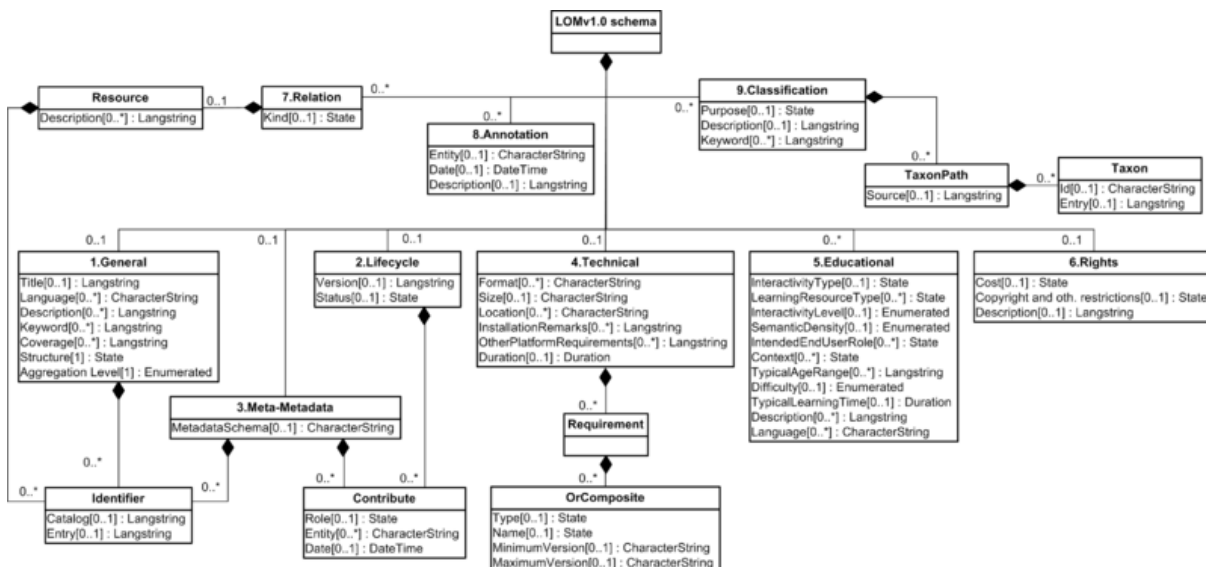 LOMv1.0 schema
Resource
Description[0..*] : Langstring
0..1
7.Relation
Kind[0..1] : State
0..*
0..*
8.Annotation
Entity[0..1] : CharacterString
Date[0..1] : DateTime
Description[0..1] : Langstring
0..*
9.Classification
Purpose[0..1] : State
Description[0..1] : Langstring
Keyword[0..*] : Langstring
0..*
TaxonPath
Source[0..1] : Langstring
0..*
Taxon
Id[0..1] : CharacterString
Entry[0..1] : Langstring
0..1
1.General
Title[0..1] : Langstring
Language[0..*] : CharacterString
Description[0..*] : Langstring
Keyword[0..*] : Langstring
Coverage[0..*] : Langstring
Structure[1] : State
Aggregation Level[1] : Enumerated
0..1
3.Meta-Metadata
MetadataSchema[0..1] : CharacterString
0..1
2.Lifecycle
Version[0..1] : Langstring
Status[0..1] : State
0..1
4.Technical
Format[0..*] : CharacterString
Size[0..1] : CharacterString
Location[0..*] : CharacterString
InstallationRemarks[0..*] : Langstring
OtherPlatformRequirements[0..*] : Langstring
Duration[0..1] : Duration
0..*
5.Educational
InteractivityType[0..1] : State
LearningResourceType[0..*] : State
InteractivityLevel[0..1] : Enumerated
SemanticDensity[0..1] : Enumerated
IntendedEndUserRole[0..*] : State
Context[0..*] : State
TypicalAgeRange[0..*] : Langstring
Difficulty[0..1] : Enumerated
TypicalLearningTime[0..1] : Duration
Description[0..*] : Langstring
Language[0..*] : CharacterString
0..1
6.Rights
Cost[0..1] : State
Copyright and oth. restrictions[0..1] : State
Description[0..1] : Langstring
0..*
Requirement
0..*
0..*
0..*
Identifier
Catalog[0..1] : Langstring
Entry[0..1] : Langstring
0..*
0..*
Contribute
Role[0..1] : State
Entity[0..*] : CharacterString
Date[0..1] : DateTime
0..*
OrComposite
Type[0..1] : State
Name[0..1] : State
MinimumVersion[0..1] : CharacterString
MaximumVersion[0..1] : CharacterString